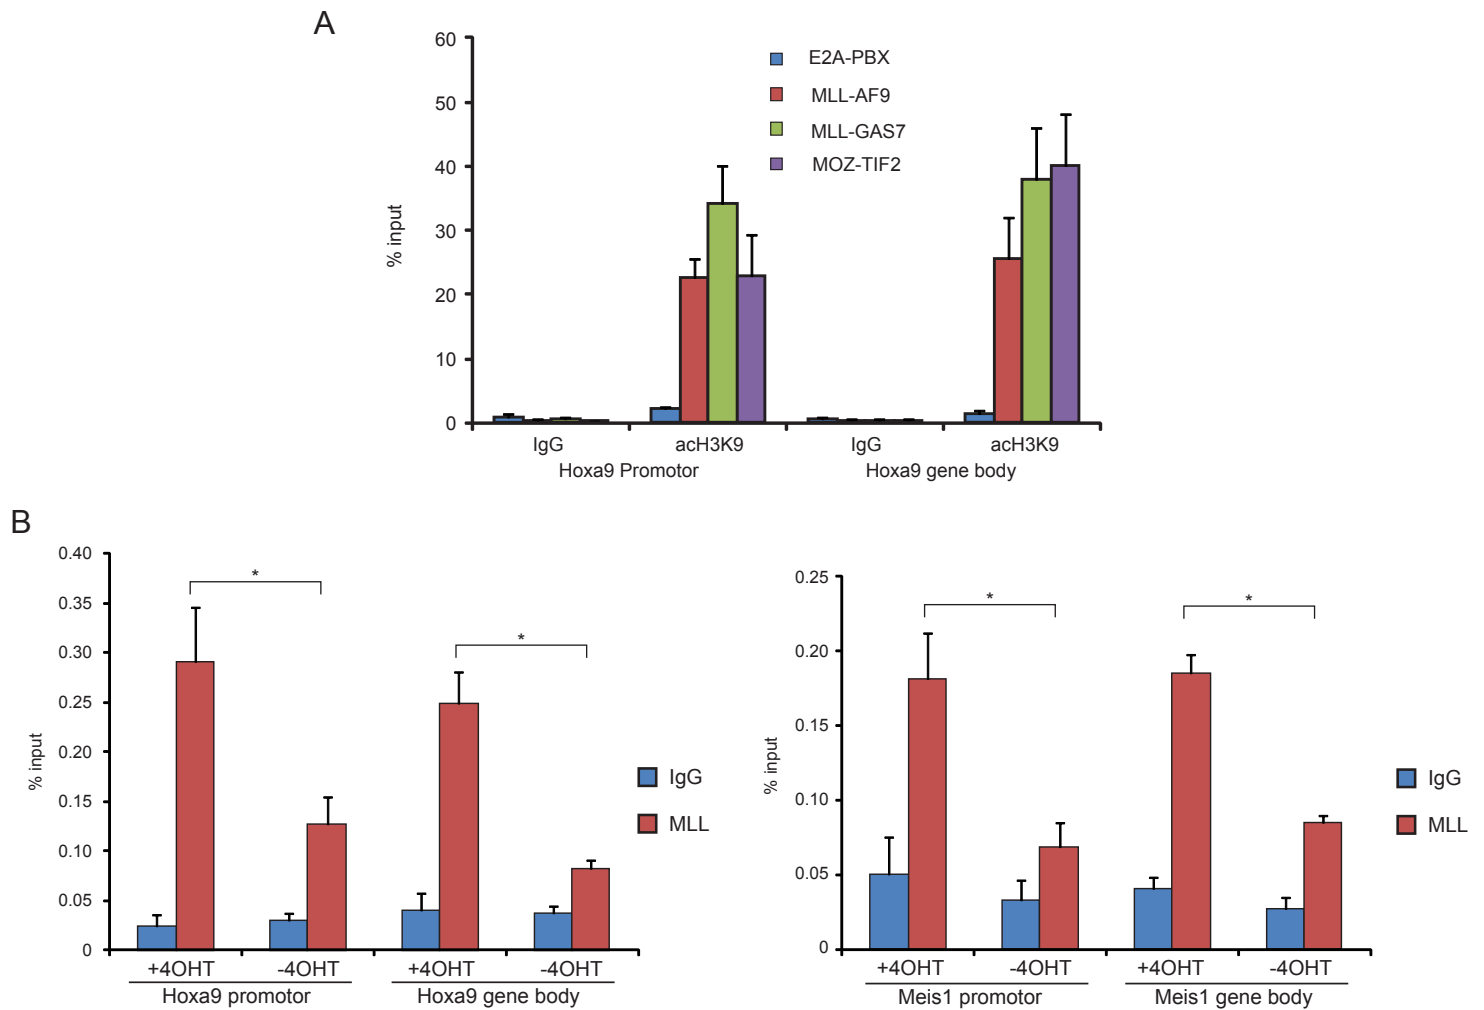 A
60
50
40
30
20
10
0
% input
E2A-PBX
MLL-AF9
MLL-GAS7
MOZ-TIF2
IgG acH3K9 IgG acH3K9
Hoxa9 Promotor Hoxa9 gene body
B
0.40
0.35
0.30
0.25
0.20
0.15
0.10
0.05
0
% input
*
*
IgG
MLL
+4OHT -4OHT +4OHT -4OHT
Hoxa9 promotor Hoxa9 gene body
0.25
0.20
0.15
0.10
0.05
0
% input
*
*
IgG
MLL
+4OHT -4OHT +4OHT -4OHT
Meis1 promotor Meis1 gene body